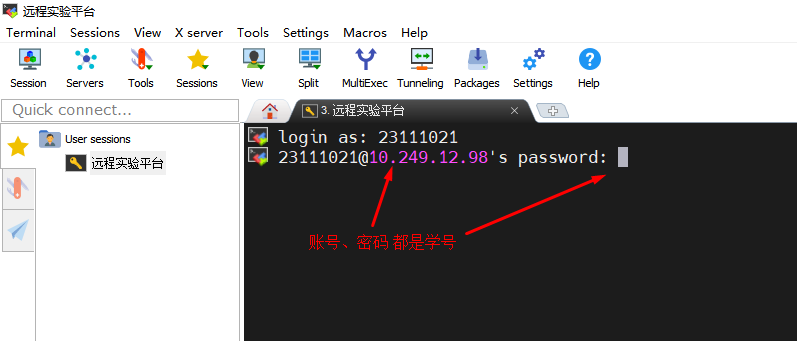 远程实验平台
Terminal Sessions View X server Tools Settings Macros Help
Session Servers Tools Sessions View Split MultiExec Tunneling Packages Settings Help
Quick connect...
3. 远程实验平台
User sessions
远程实验平台
login as: 23111021
23111021@10.249.12.98's password:
账号、密码 都是学号